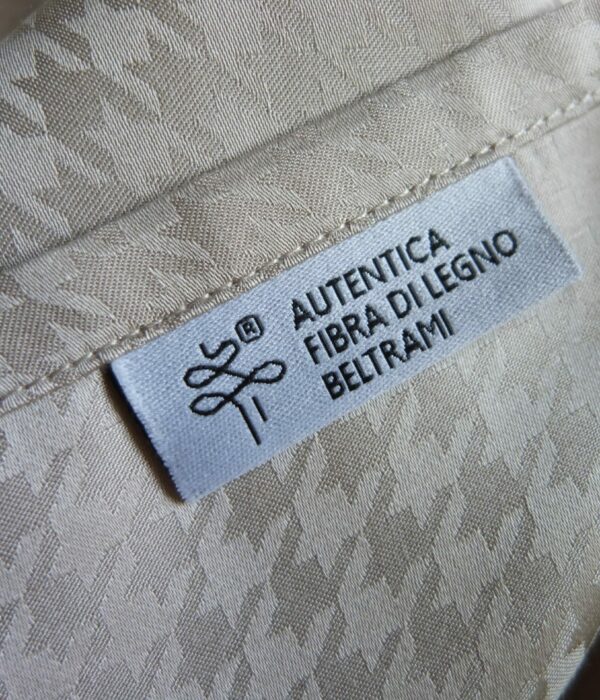 ®
AUTENTICA
FIBRA DI LEGNO
BELTRAMI